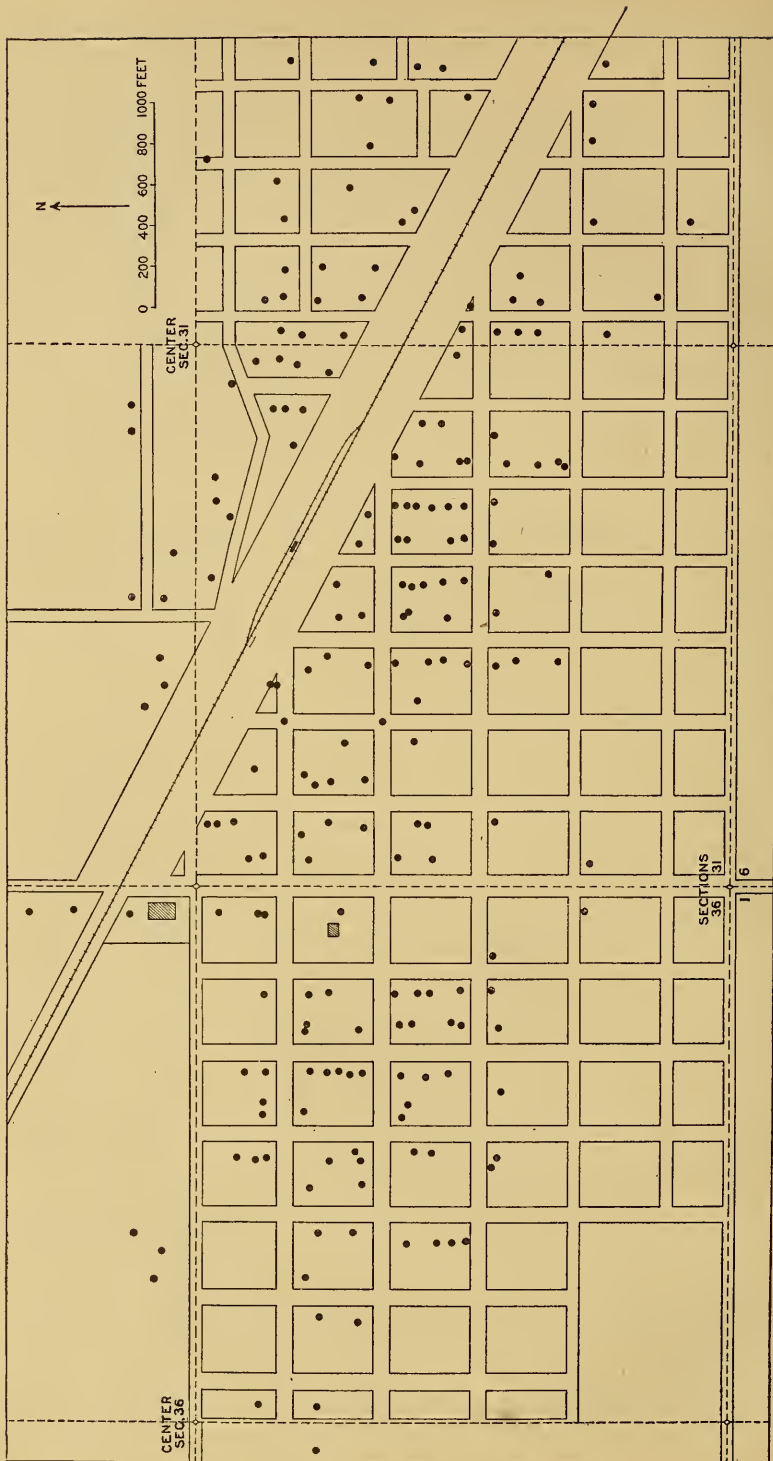 N
0 200 400 600 800 1000 FEET
CENTER
SEC. 31
CENTER
SEC. 36
SECTIONS
36 31
1 6